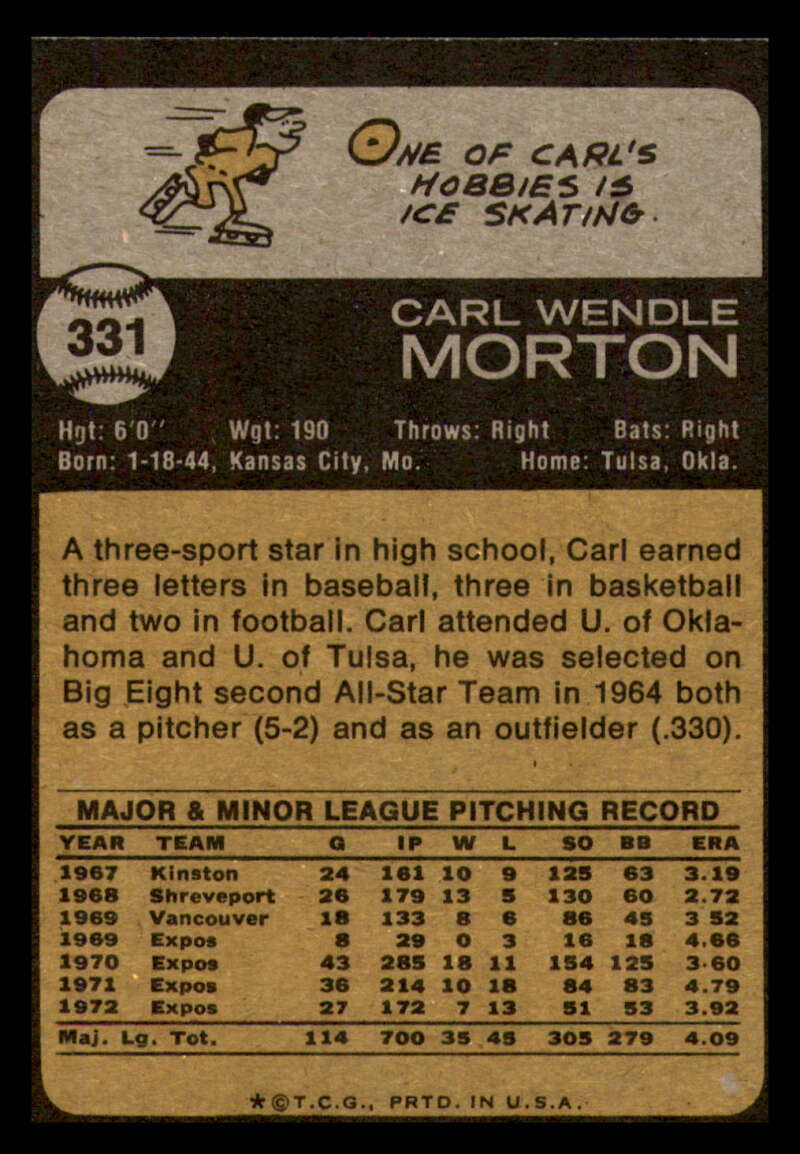 ONE OF CARL'S
HOBBIES IS
ICE SKATING.
331
CARL WENDLE
MORTON
Hgt: 6'0" Wgt: 190 Throws: Right Bats: Right
Born: 1-18-44, Kansas City, Mo. Home: Tulsa, Okla.
A three-sport star in high school, Carl earned
three letters in baseball, three in basketball
and two in football. Carl attended U. of Okla-
homa and U. of Tulsa, he was selected on
Big Eight second All-Star Team in 1964 both
as a pitcher (5-2) and as an outfielder (.330).
MAJOR & MINOR LEAGUE PITCHING RECORD
YEAR TEAM G IP W L SO BB ERA
1967 Kinston 24 161 10 9 125 63 3.19
1968 Shreveport 26 179 13 5 130 60 2.72
1969 Vancouver 18 133 8 6 86 45 3 52
1969 Expos 8 29 0 3 16 18 4.66
1970 Expos 43 285 18 11 154 125 3.60
1971 Expos 36 214 10 18 84 83 4.79
1972 Expos 27 172 7 13 51 53 3.92
Maj. Lg. Tot. 114 700 35 45 305 279 4.09
*©T.C.G., PRTD. IN U.S.A.